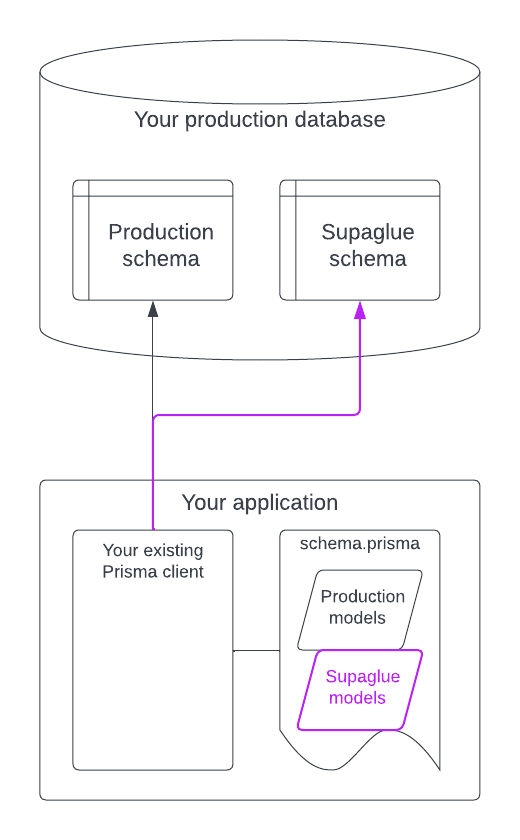 Your production database
Production
schema
Supaglue
schema
Your application
Your existing
Prisma client
schema.prisma
Production
models
Supaglue
models